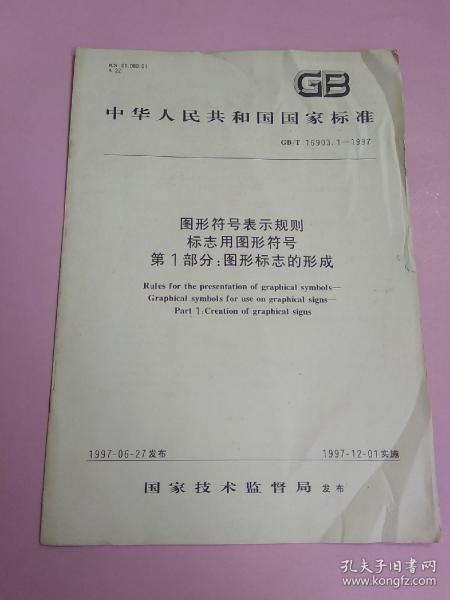 ICS 01.080.01
A 22
GB
中华人民共和国国家标准
GB/T 16903.1—1997
图形符号表示规则
标志用图形符号
第1部分:图形标志的形成
Rules for the presentation of graphical symbols—
Graphical symbols for use on graphical signs—
Part 1:Creation of graphical signs
1997-06-27发布
1997-12-01实施
国家技术监督局 发布
孔夫子旧书网
www.kongfz.com